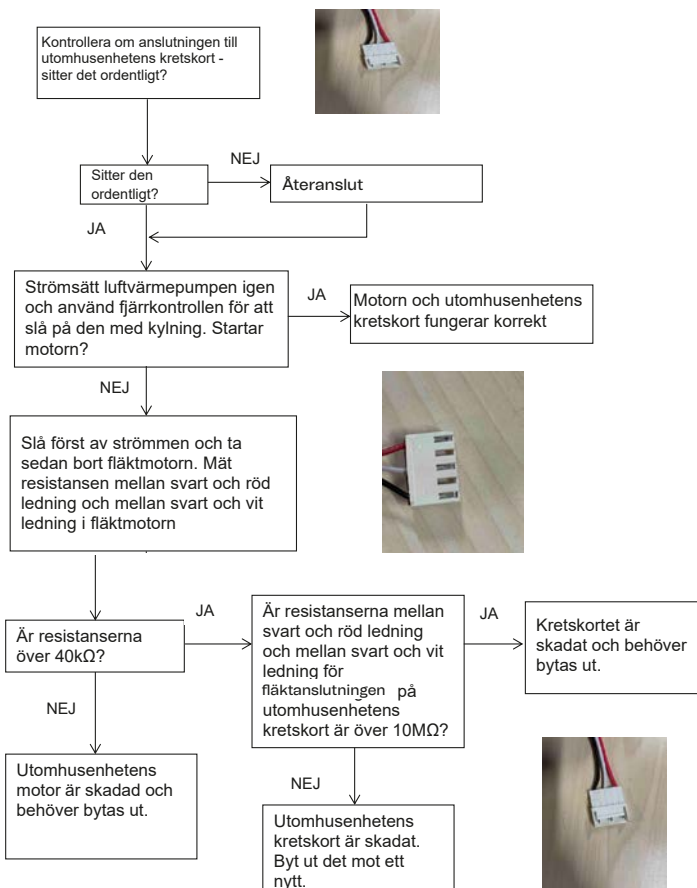 Kontrollera om anslutningen till
utomhusenhetens kretskort -
sitter det ordentligt?
Sitter den
ordentligt?
NEJ
Återanslut
JA
Strömsätt luftvärmepumpen igen
och använd fjärrkontrollen för att
slå på den med kylning. Startar
motorn?
JA
Motorn och utomhusenhetens
kretskort fungerar korrekt
NEJ
Slå först av strömmen och ta
sedan bort fläktmotorn. Mät
resistansen mellan svart och röd
ledning och mellan svart och vit
ledning i fläktmotorn
Är resistanserna
över 40kΩ?
JA
Är resistanserna mellan
svart och röd ledning
och mellan svart och vit
ledning för
fläktanslutningen på
utomhusenhetens
kretskort är över 10MΩ?
JA
Kretskortet är
skadat och behöver
bytas ut.
NEJ
Utomhusenhetens
motor är skadad och
behöver bytas ut.
NEJ
Utomhusenhetens
kretskort är skadat.
Byt ut det mot ett
nytt.